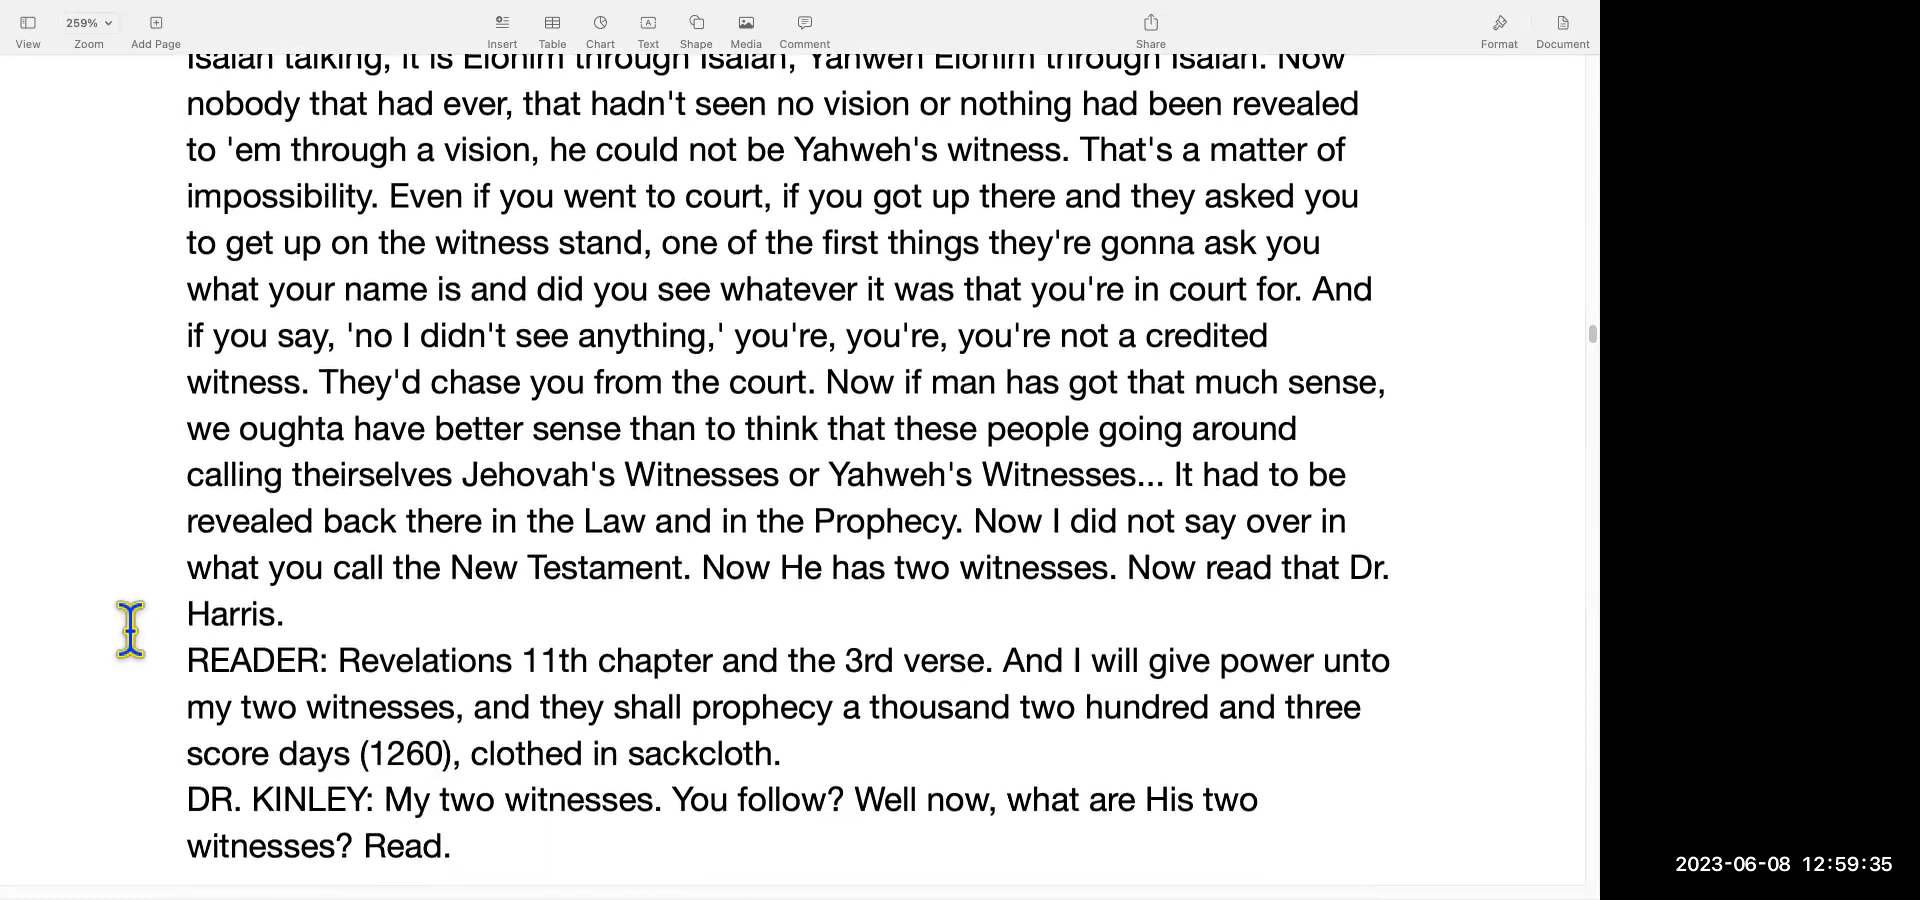 View
259%
Zoom
Add Page
Insert
Table
Chart
Text
Shape
Media
Comment
Share
Format
Document
Isaiah talking, it is Elohim through Isaiah, Yahweh Elohim through Isaiah. Now
nobody that had ever, that hadn't seen no vision or nothing had been revealed
to 'em through a vision, he could not be Yahweh's witness. That's a matter of
impossibility. Even if you went to court, if you got up there and they asked you
to get up on the witness stand, one of the first things they're gonna ask you
what your name is and did you see whatever it was that you're in court for. And
if you say, 'no I didn't see anything,' you're, you're, you're not a credited
witness. They'd chase you from the court. Now if man has got that much sense,
we oughta have better sense than to think that these people going around
calling theirselves Jehovah's Witnesses or Yahweh's Witnesses... It had to be
revealed back there in the Law and in the Prophecy. Now I did not say over in
what you call the New Testament. Now He has two witnesses. Now read that Dr.
Harris.
READER: Revelations 11th chapter and the 3rd verse. And I will give power unto
my two witnesses, and they shall prophecy a thousand two hundred and three
score days (1260), clothed in sackcloth.
DR. KINLEY: My two witnesses. You follow? Well now, what are His two
witnesses? Read.
2023-06-08 12:59:35